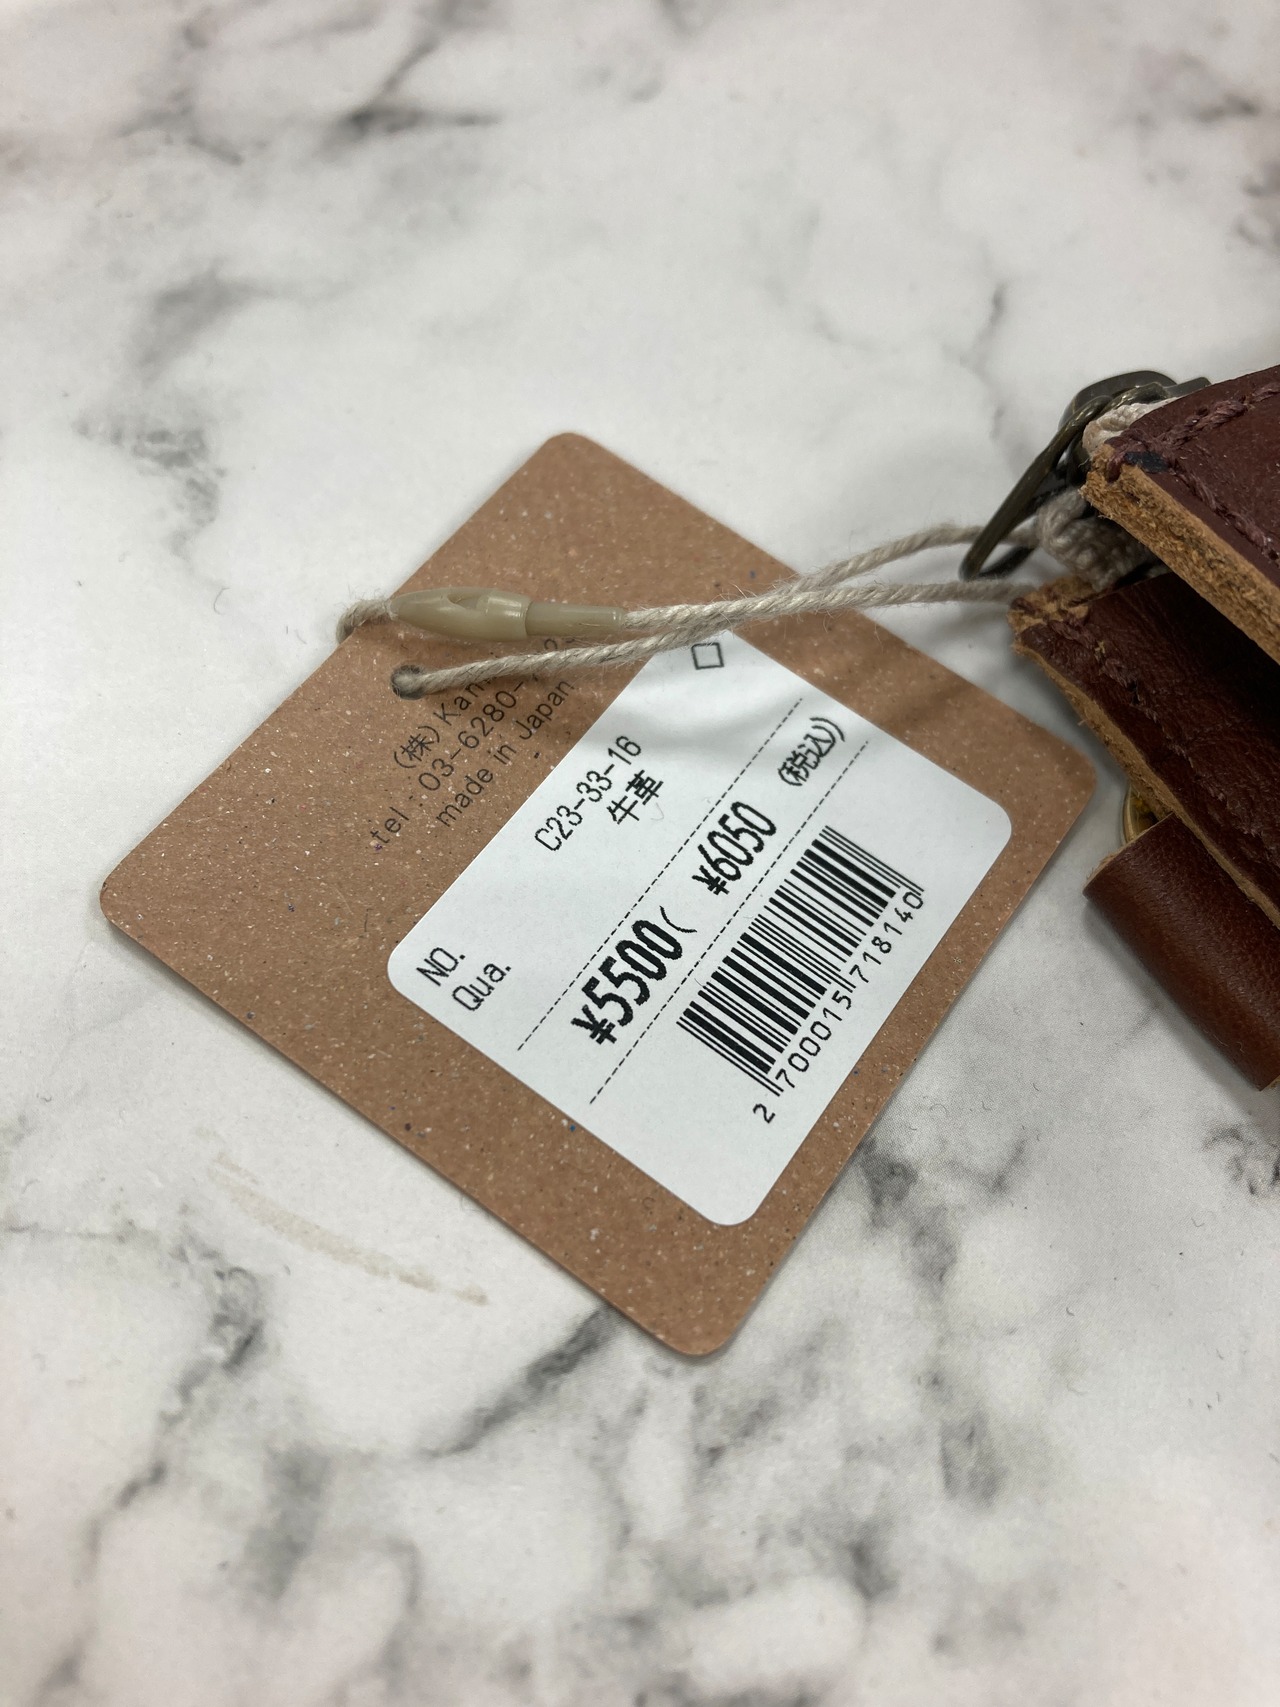 (株)Kan
tel : 03-6280-
made in Japan
NO. C23-33-16
Qua. 牛革
¥5500( ¥6050 (税込))
2 700015 718140